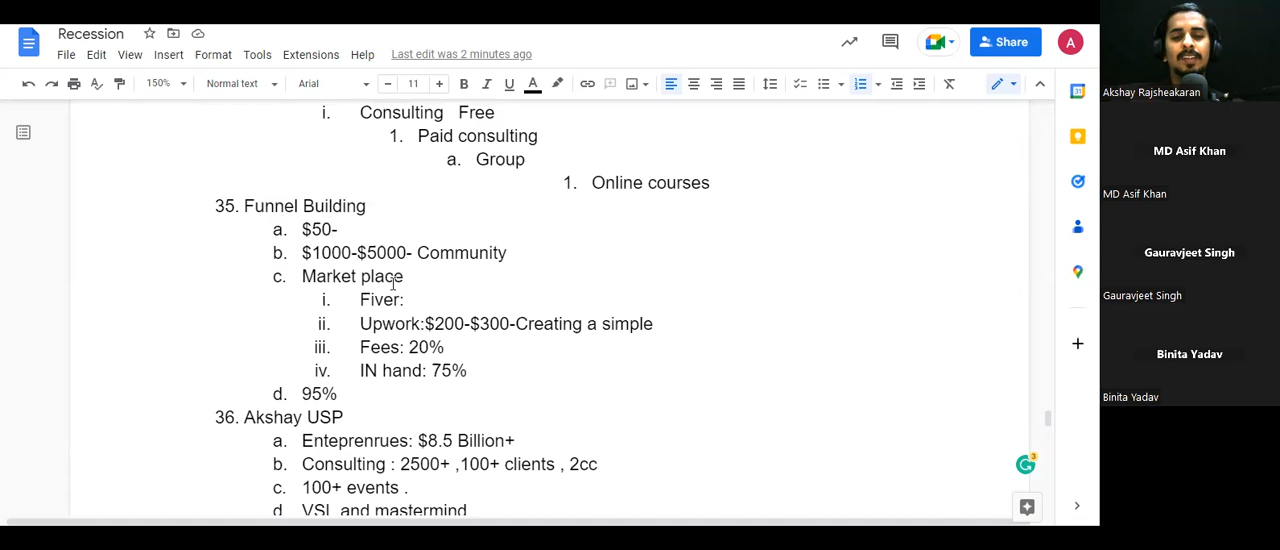 Recession
File Edit View Insert Format Tools Extensions Help Last edit was 2 minutes ago
Share
A
150% Normal text Arial 11 B I U A
i. Consulting Free
1. Paid consulting
a. Group
1. Online courses
35. Funnel Building
a. $50-
b. $1000-$5000- Community
c. Market place
i. Fiver:
ii. Upwork:$200-$300-Creating a simple
iii. Fees: 20%
iv. IN hand: 75%
d. 95%
36. Akshay USP
a. Enteprenrues: $8.5 Billion+
b. Consulting : 2500+ ,100+ clients , 2cc
c. 100+ events .
d. VSL and mastermind
3
Akshay Rajsheakaran
MD Asif Khan
MD Asif Khan
Gauravjeet Singh
Gauravjeet Singh
Binita Yadav
Binita Yadav